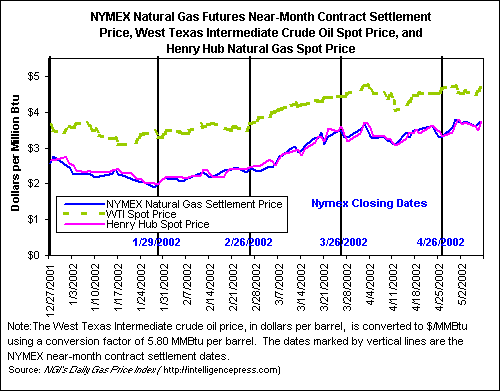 NYMEX Natural Gas Futures Near-Month Contract Settlement
Price, West Texas Intermediate Crude Oil Spot Price, and
Henry Hub Natural Gas Spot Price
$5
$4
$3
$2
$1
$0
Dollars per Million Btu
NYMEX Natural Gas Settlement Price
WTI Spot Price
Henry Hub Spot Price
Nymex Closing Dates
1/29/2002
2/26/2002
3/26/2002
4/26/2002
12/27/2001
1/3/2002
1/10/2002
1/17/2002
1/24/2002
1/31/2002
2/7/2002
2/14/2002
2/21/2002
2/28/2002
3/7/2002
3/14/2002
3/21/2002
3/28/2002
4/4/2002
4/11/2002
4/18/2002
4/25/2002
5/2/2002
Note:The West Texas Intermediate crude oil price, in dollars per barrel, is converted to $/MMBtu
using a conversion factor of 5.80 MMBtu per barrel. The dates marked by vertical lines are the
NYMEX near-month contract settlement dates.
Source: NGI's Daily Gas Price Index ( http://intelligencepress.com)